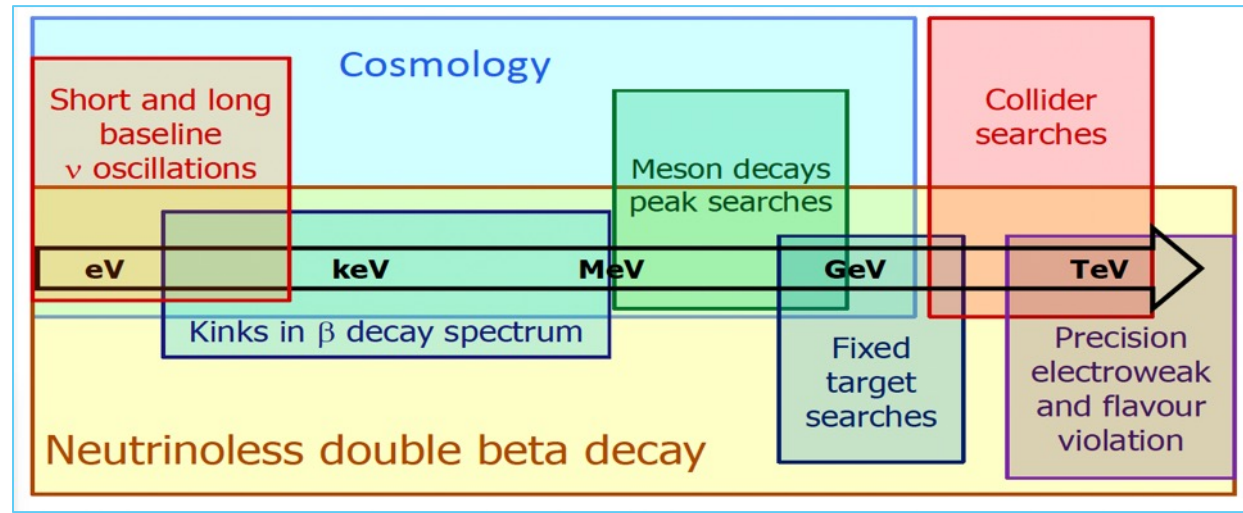 Cosmology
Short and long
baseline
ν oscillations
Collider
searches
Meson decays
peak searches
eV
keV
MeV
GeV
TeV
Kinks in β decay spectrum
Fixed
target
searches
Precision
electroweak
and flavour
violation
Neutrinoless double beta decay